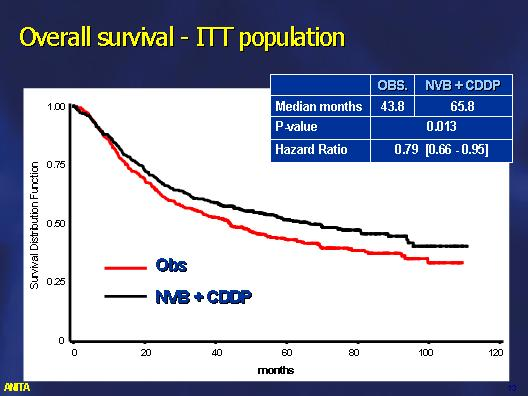 Overall survival - ITT population
OBS. NVB + CDDP
Median months 43.8 65.8
P-value 0.013
Hazard Ratio 0.79 [0.66 - 0.95]
Survival Distribution Function
1.00
0.75
0.50
0.25
0
Obs
NVB + CDDP
0 20 40 60 80 100 120
months
ANITA